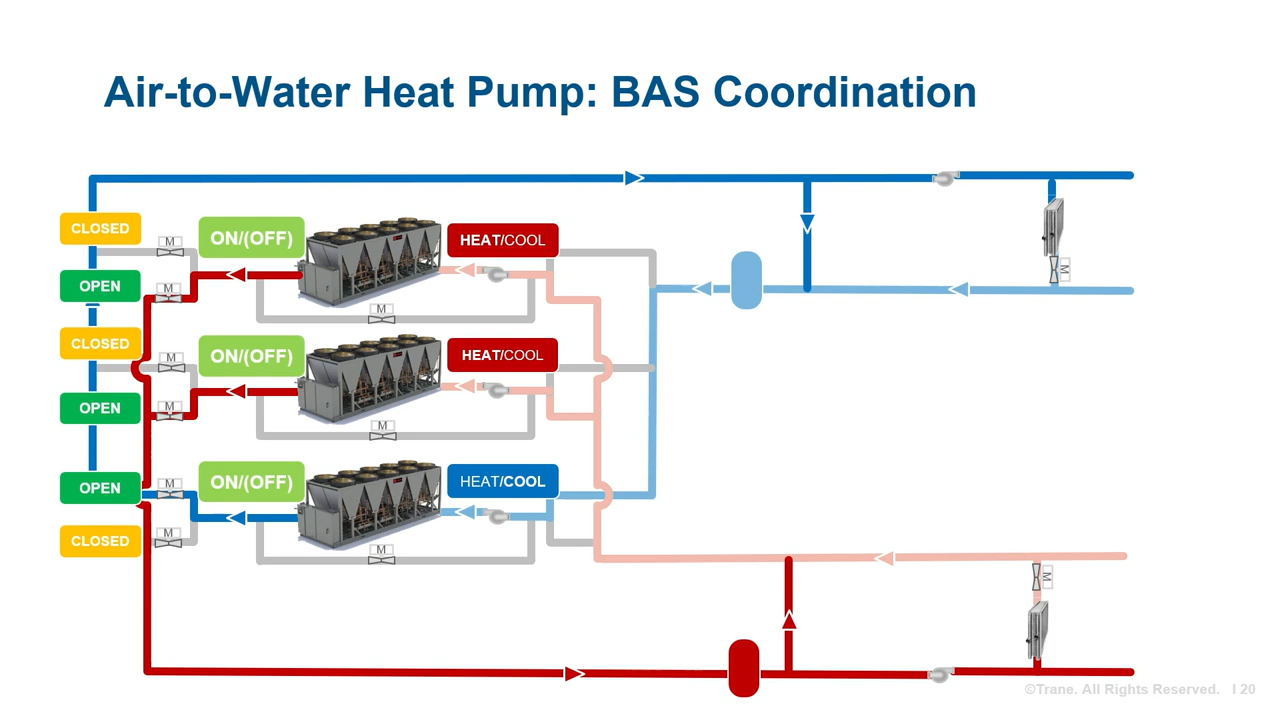 Air-to-Water Heat Pump: BAS Coordination
CLOSED
M
ON/(OFF)
HEAT/COOL
OPEN
M
M
M
CLOSED
M
ON/(OFF)
HEAT/COOL
OPEN
M
M
OPEN
M
ON/(OFF)
HEAT/COOL
CLOSED
M
M
M
©Trane. All Rights Reserved. I 20